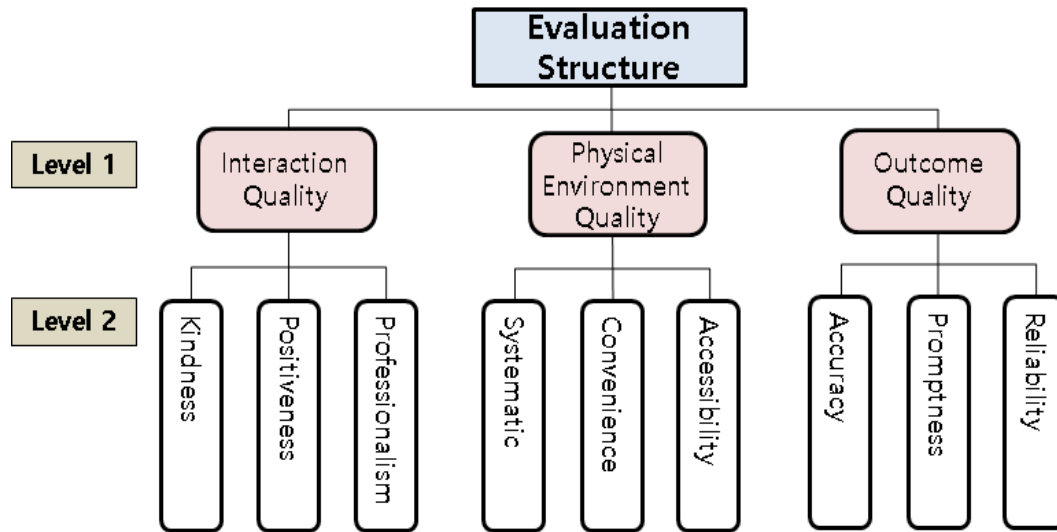 Evaluation
Structure
Level 1
Interaction
Quality
Physical
Environment
Quality
Outcome
Quality
Level 2
Kindness
Positiveness
Professionalism
Systematic
Convenience
Accessibility
Accuracy
Promptness
Reliability